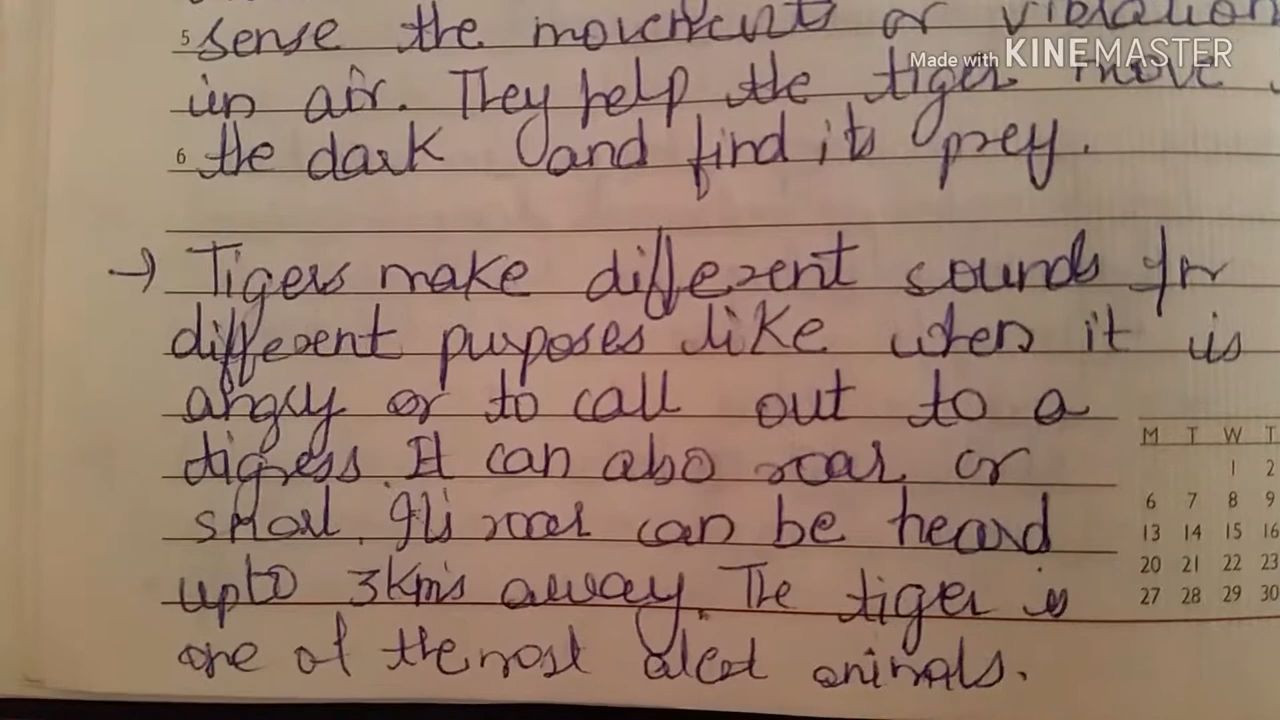 5 sense the movements or vibration
Made with KINEMASTER
in air. They help the tiger move
6 the dark and find its prey.
→ Tigers make different sounds for
different purposes like when it is
angry or to call out to a
tigress. It can also roar or
snarl. It's roar can be heard
upto 3km's away. The tiger is
one of the most alert animals.
M T W T
1 2
6 7 8 9
13 14 15 16
20 21 22 23
27 28 29 30